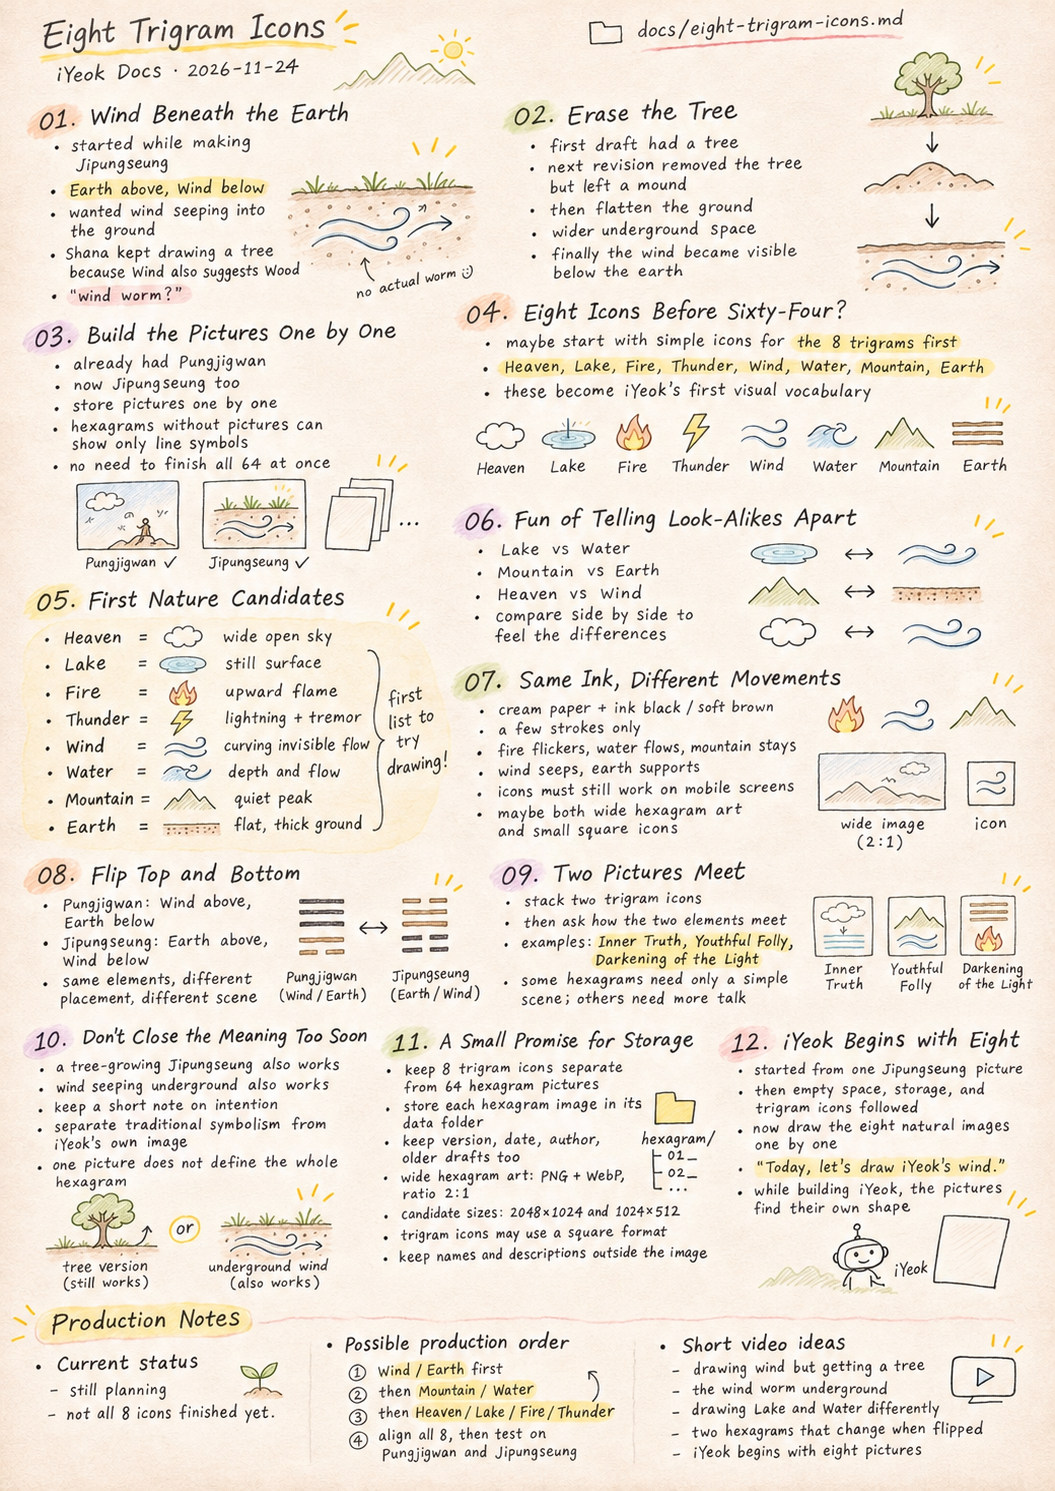 Eight Trigram Icons
iYeok Docs · 2026-11-24
docs/eight-trigram-icons.md
01. Wind Beneath the Earth
• started while making
Jipungseung
• Earth above, Wind below
• wanted wind seeping into
the ground
• Shana kept drawing a tree
because Wind also suggests Wood
• "wind worm?"
no actual worm
02. Erase the Tree
• first draft had a tree
• next revision removed the tree
but left a mound
• then flatten the ground
• wider underground space
• finally the wind became visible
below the earth
03. Build the Pictures One by One
• already had Pungjigwan
• now Jipungseung too
• store pictures one by one
• hexagrams without pictures can
show only line symbols
• no need to finish all 64 at once
Pungjigwan ✓
Jipungseung ✓
...
04. Eight Icons Before Sixty-Four?
• maybe start with simple icons for the 8 trigrams first
• Heaven, Lake, Fire, Thunder, Wind, Water, Mountain, Earth
• these become iYeok's first visual vocabulary
Heaven Lake Fire Thunder Wind Water Mountain Earth
05. First Nature Candidates
• Heaven = wide open sky
• Lake = still surface
• Fire = upward flame
• Thunder = lightning + tremor
• Wind = curving invisible flow
• Water = depth and flow
• Mountain = quiet peak
• Earth = flat, thick ground
first
list to
try
drawing!
06. Fun of Telling Look-Alikes Apart
• Lake vs Water
• Mountain vs Earth
• Heaven vs Wind
• compare side by side to
feel the differences
07. Same Ink, Different Movements
• cream paper + ink black / soft brown
• a few strokes only
• fire flickers, water flows, mountain stays
• wind seeps, earth supports
• icons must still work on mobile screens
• maybe both wide hexagram art
and small square icons
wide image
(2:1)
icon
08. Flip Top and Bottom
• Pungjigwan: Wind above,
Earth below
• Jipungseung: Earth above,
Wind below
• same elements, different
placement, different scene
Pungjigwan
(Wind / Earth)
Jipungseung
(Earth / Wind)
09. Two Pictures Meet
• stack two trigram icons
• then ask how the two elements meet
• examples: Inner Truth, Youthful Folly,
Darkening of the Light
• some hexagrams need only a simple
scene; others need more talk
Inner
Truth
Youthful
Folly
Darkening
of the Light
10. Don't Close the Meaning Too Soon
• a tree-growing Jipungseung also works
• wind seeping underground also works
• keep a short note on intention
• separate traditional symbolism from
iYeok's own image
• one picture does not define the whole
hexagram
or
tree version
(still works)
underground wind
(also works)
11. A Small Promise for Storage
• keep 8 trigram icons separate
from 64 hexagram pictures
• store each hexagram image in its
data folder
• keep version, date, author,
older drafts too
• wide hexagram art: PNG + WebP,
ratio 2:1
• candidate sizes: 2048×1024 and 1024×512
• trigram icons may use a square format
• keep names and descriptions outside the image
hexagram/
01_
02_
...
12. iYeok Begins with Eight
• started from one Jipungseung picture
• then empty space, storage, and
trigram icons followed
• now draw the eight natural images
one by one
• "Today, let's draw iYeok's wind."
• while building iYeok, the pictures
find their own shape
iYeok
Production Notes
• Current status
– still planning
– not all 8 icons finished yet.
• Possible production order
① Wind / Earth first
② then Mountain / Water
③ then Heaven / Lake / Fire / Thunder
④ align all 8, then test on
Pungjigwan and Jipungseung
• Short video ideas
– drawing wind but getting a tree
– the wind worm underground
– drawing Lake and Water differently
– two hexagrams that change when flipped
– iYeok begins with eight pictures